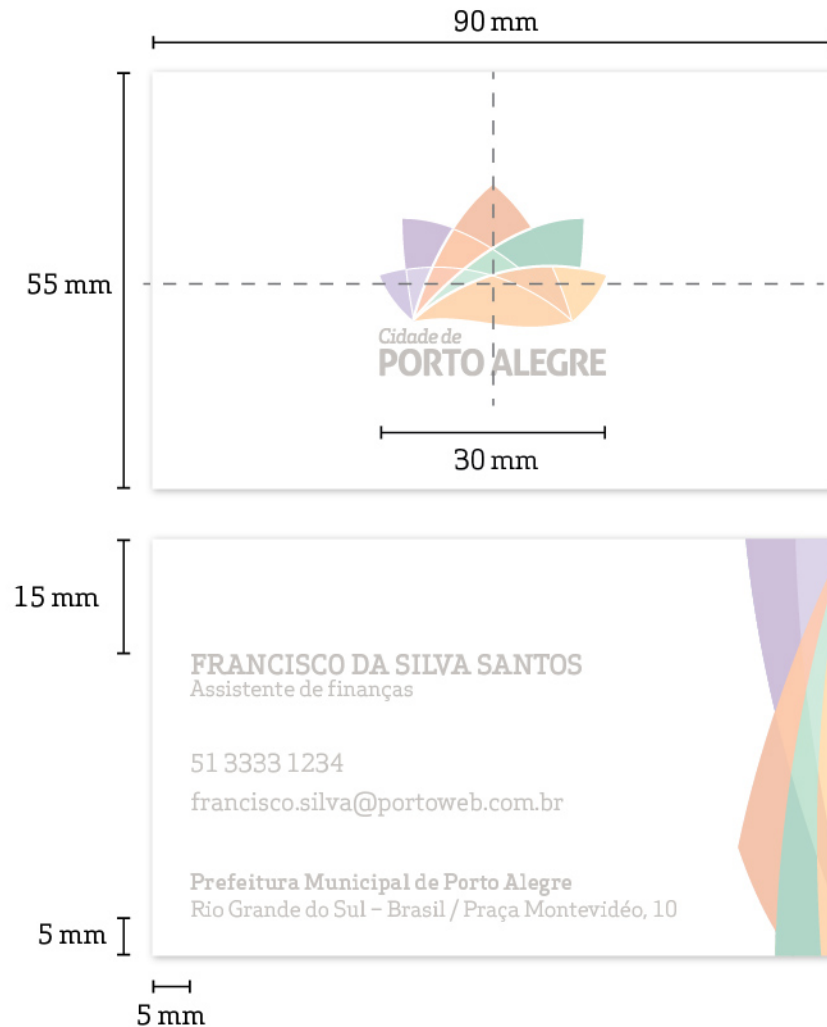 90 mm
55 mm
Cidade de
PORTO ALEGRE
30 mm
15 mm
FRANCISCO DA SILVA SANTOS
Assistente de finanças
51 3333 1234
francisco.silva@portoweb.com.br
Prefeitura Municipal de Porto Alegre
Rio Grande do Sul – Brasil / Praça Montevidéo, 10
5 mm
5 mm